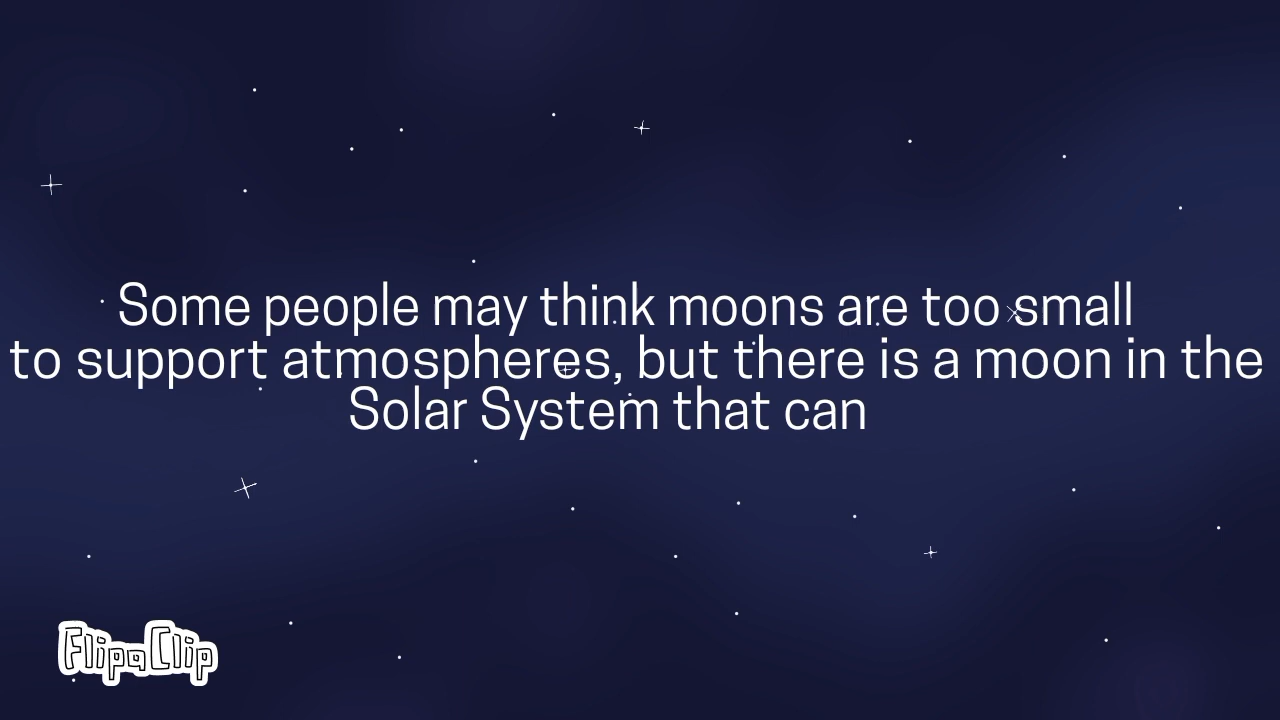 Some people may think moons are too small
to support atmospheres, but there is a moon in the
Solar System that can
FlipaClip